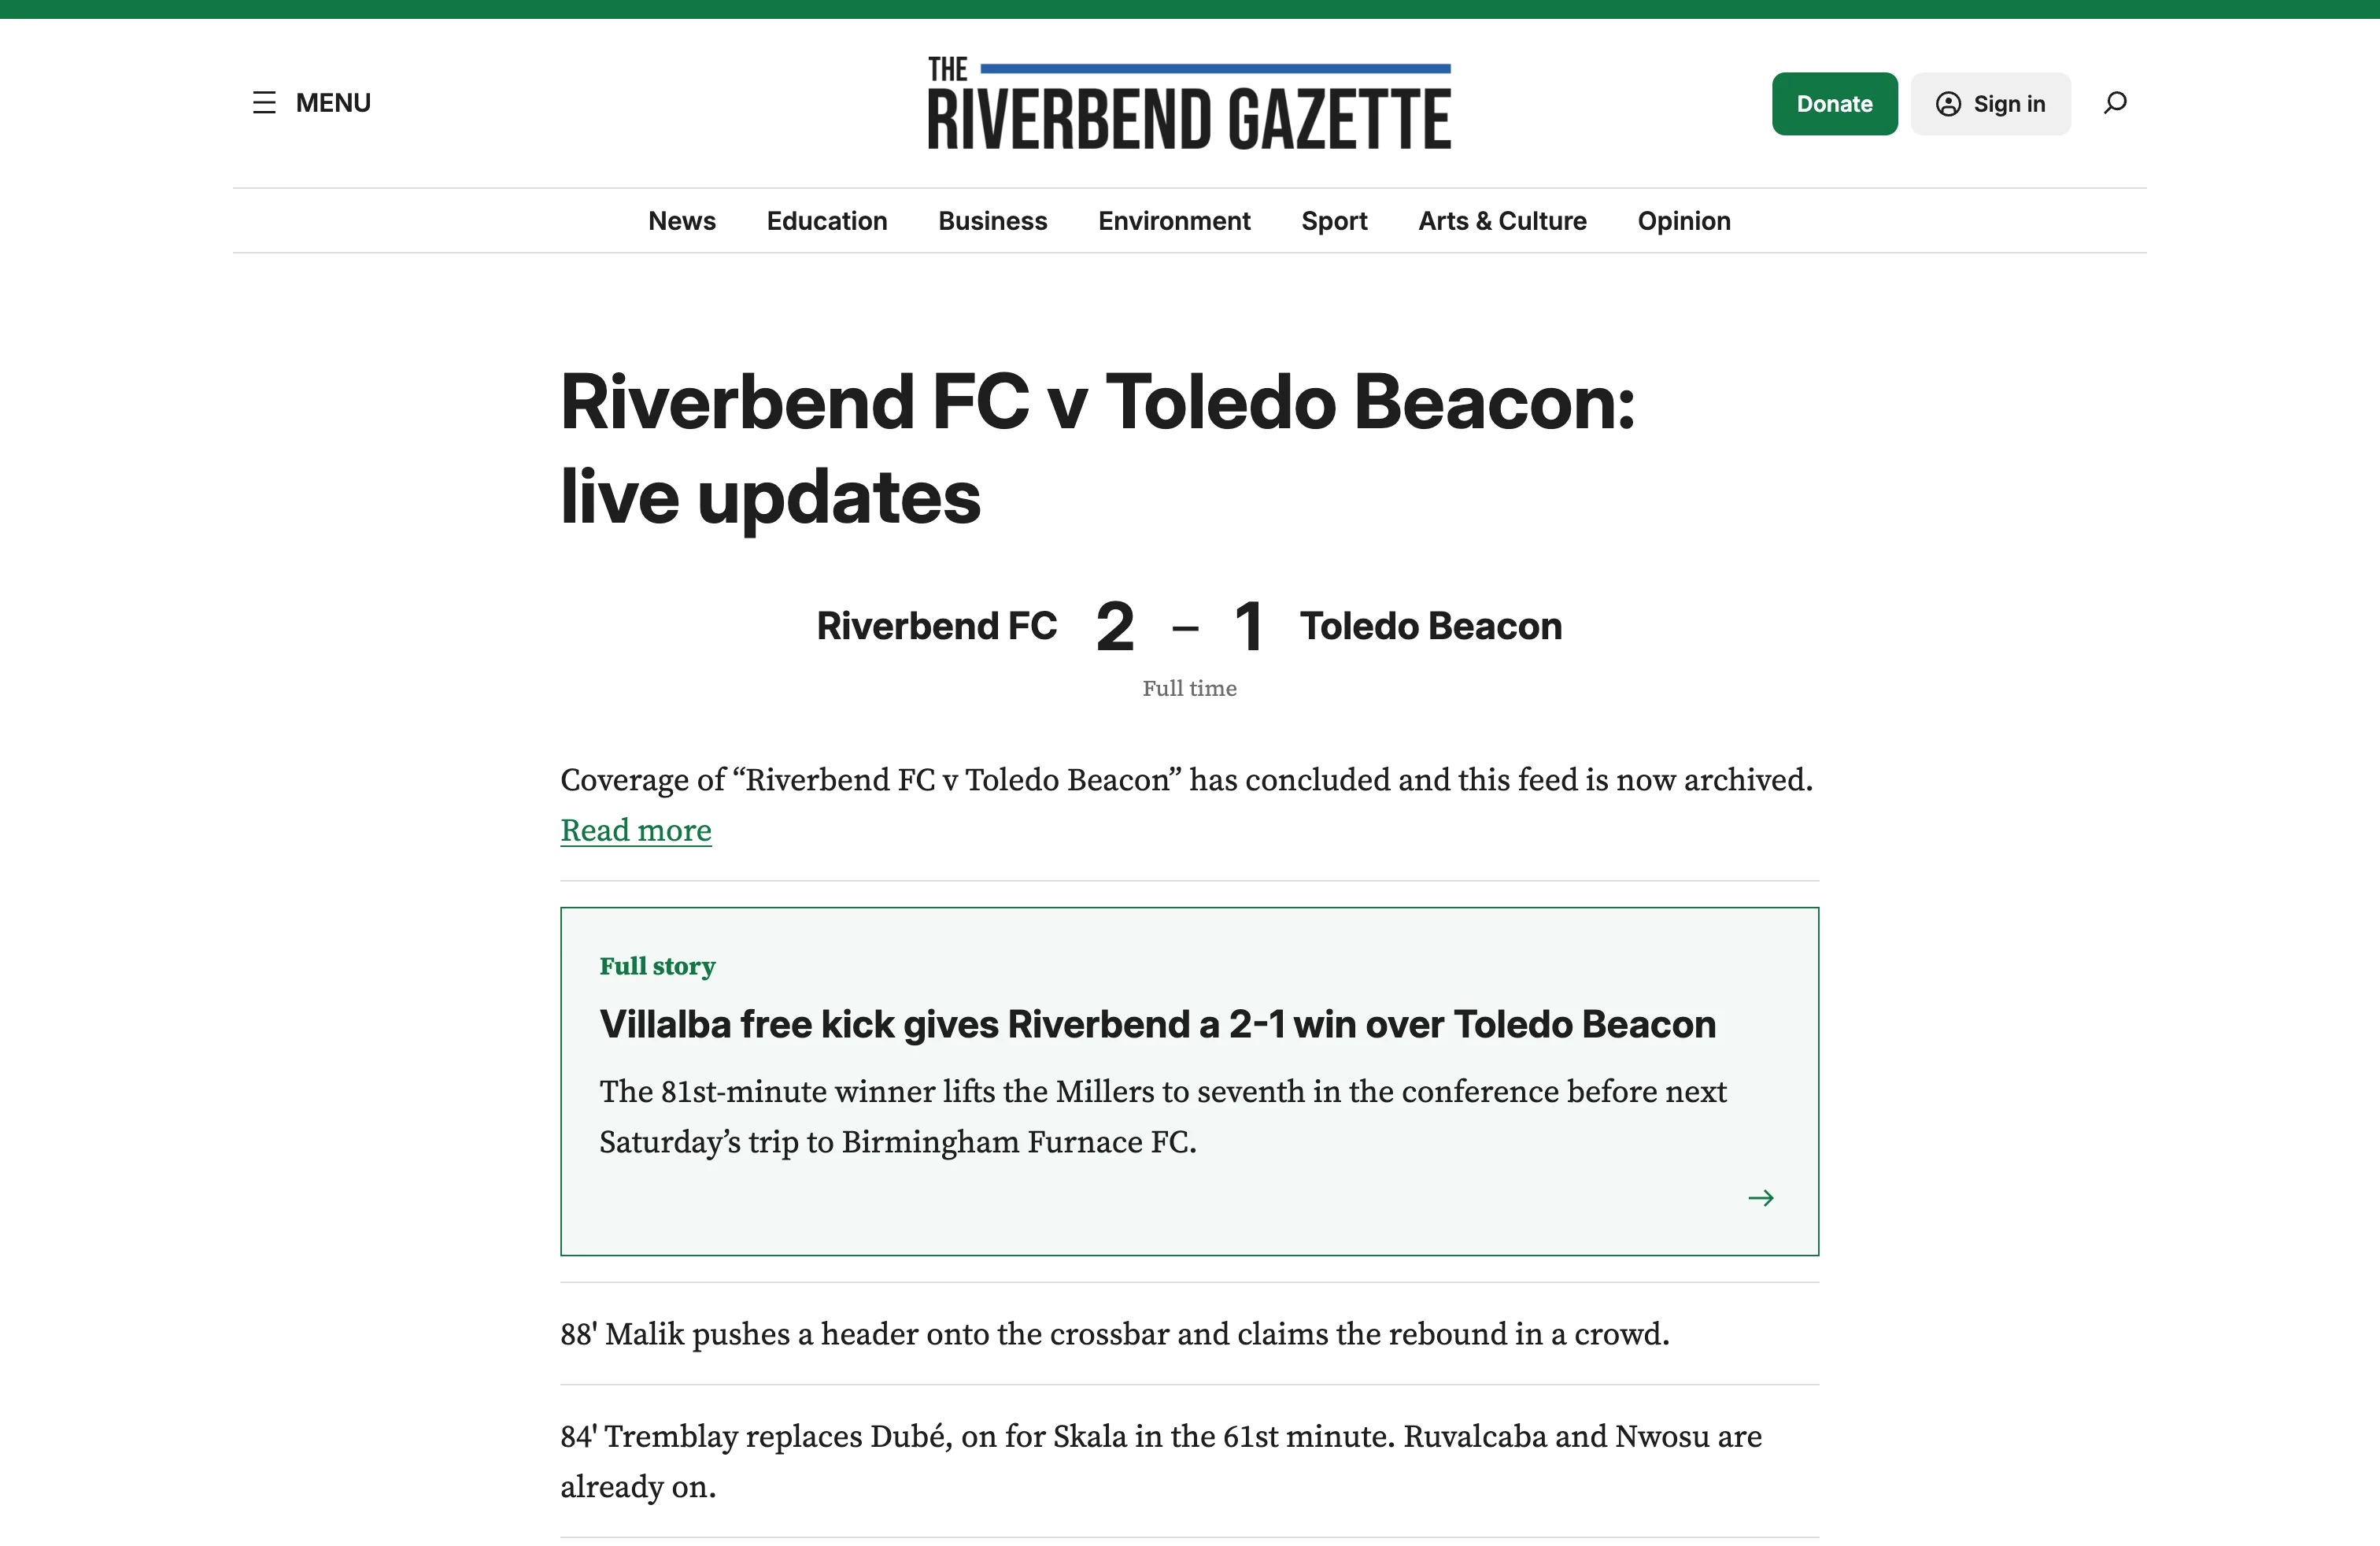 MENU
THE
RIVERBEND GAZETTE
Donate
Sign in
News
Education
Business
Environment
Sport
Arts & Culture
Opinion
Riverbend FC v Toledo Beacon:
live updates
Riverbend FC 2 – 1 Toledo Beacon
Full time
Coverage of “Riverbend FC v Toledo Beacon” has concluded and this feed is now archived.
Read more
Full story
Villalba free kick gives Riverbend a 2-1 win over Toledo Beacon
The 81st-minute winner lifts the Millers to seventh in the conference before next
Saturday’s trip to Birmingham Furnace FC.
88' Malik pushes a header onto the crossbar and claims the rebound in a crowd.
84' Tremblay replaces Dubé, on for Skala in the 61st minute. Ruvalcaba and Nwosu are
already on.